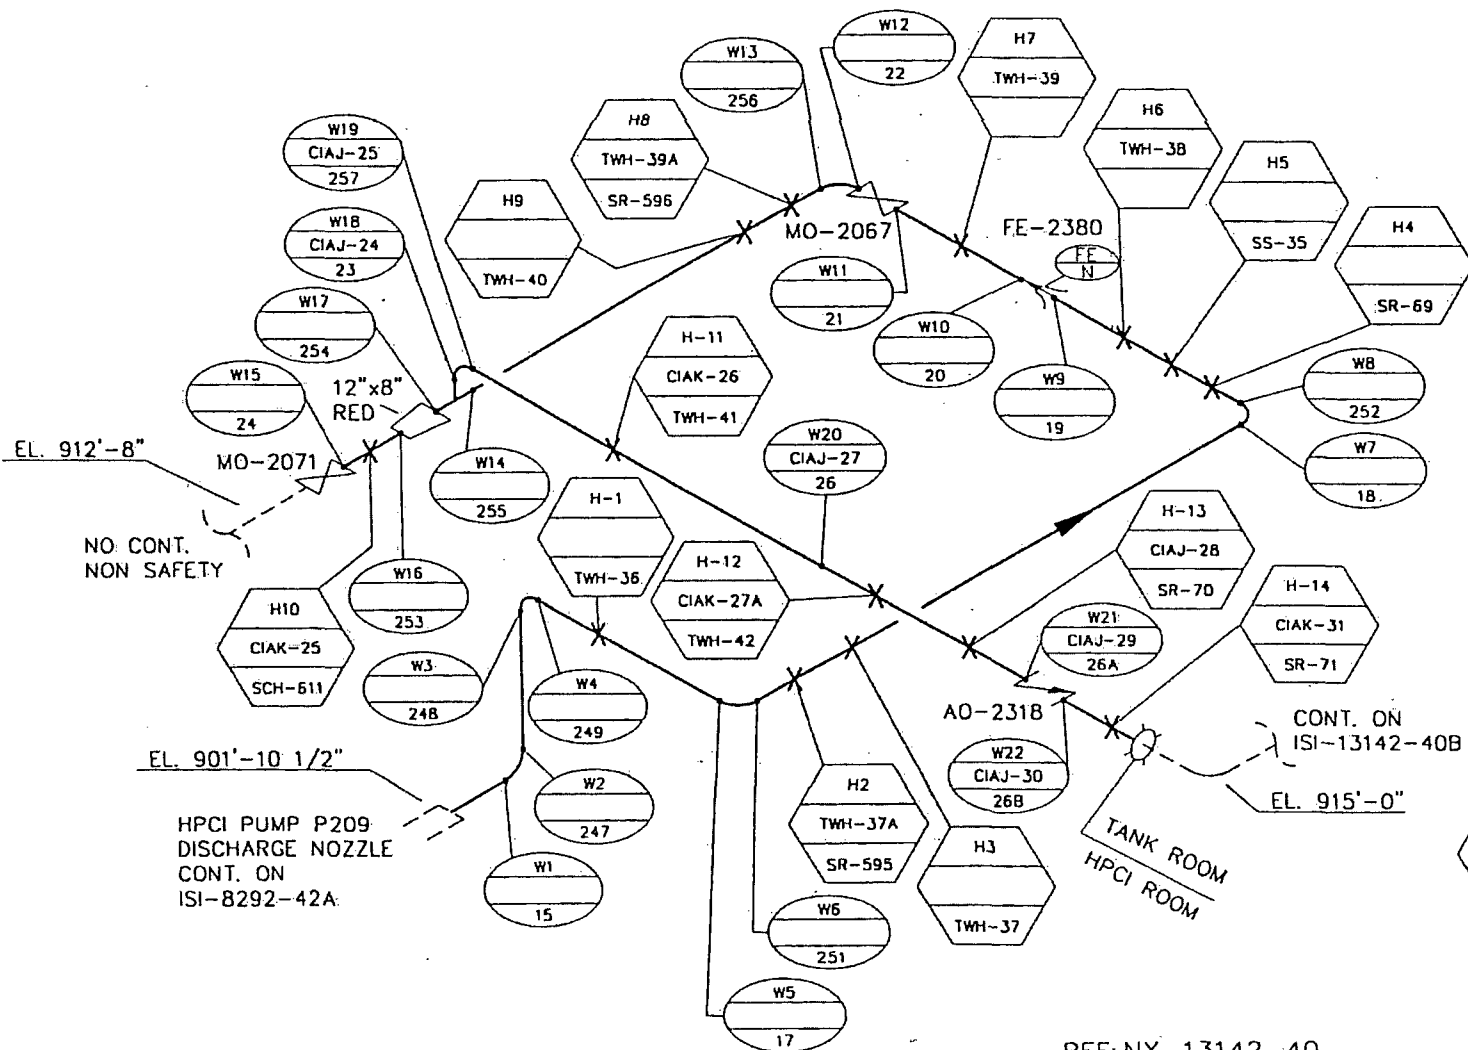 W12
22
W13
256
H7
TWH-39
H6
TWH-38
H8
TWH-39A
SR-596
W19
CIAJ-25
257
H5
SS-35
H9
TWH-40
H4
SR-69
W18
CIAJ-24
23
MO-2067
FE-2380
FE
N
W11
21
W17
254
W10
20
H-11
CIAK-26
TWH-41
W8
252
W15
24
12"x8"
RED
W9
19
W20
CIAJ-27
26
EL. 912'-8"
MO-2071
W14
255
W7
18
H-1
TWH-36
H-13
CIAJ-28
SR-70
NO CONT.
NON SAFETY
H-12
CIAK-27A
TWH-42
H-14
CIAK-31
SR-71
W16
253
H10
CIAK-25
SCH-611
W21
CIAJ-29
26A
W3
248
W4
249
AO-2318
CONT. ON
ISI-13142-40B
EL. 901'-10 1/2"
W22
CIAJ-30
26B
EL. 915'-0"
W2
247
H2
TWH-37A
SR-595
HPCI PUMP P209
DISCHARGE NOZZLE
CONT. ON
ISI-8292-42A
H3
TWH-37
TANK ROOM
HPCI ROOM
W1
15
W6
251
W5
17